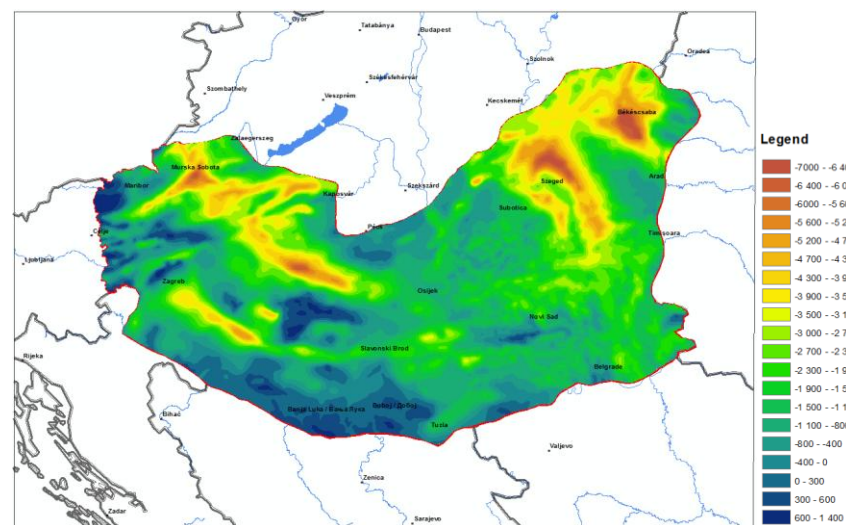 Győr
Tatabánya
Budapest
Oradea
Szolnok
Székesfehérvár
Szombathely
Veszprém
Kecskemét
Békéscsaba
Zalaegerszeg
Legend
Murska Sobota
Maribor
Kaposvár
Szekszárd
Szeged
Arad
Subotica
Pécs
Celje
Timisoara
Ljubljana
Zagreb
Osijek
Novi Sad
Slavonski Brod
Rijeka
Belgrade
Banja Luka / Бања Лука
Doboj / Добој
Bihać
Tuzla
Valjevo
Zenica
Zadar
Sarajevo
-7000 - -6 40
-6 400 - -6 0
-6000 - -5 60
-5 600 - -5 2
-5 200 - -4 7
-4 700 - -4 3
-4 300 - -3 9
-3 900 - -3 5
-3 500 - -3 1
-3 000 - -2 7
-2 700 - -2 3
-2 300 - -1 9
-1 900 - -1 5
-1 500 - -1 1
-1 100 - -800
-800 - -400
-400 - 0
0 - 300
300 - 600
600 - 1 400